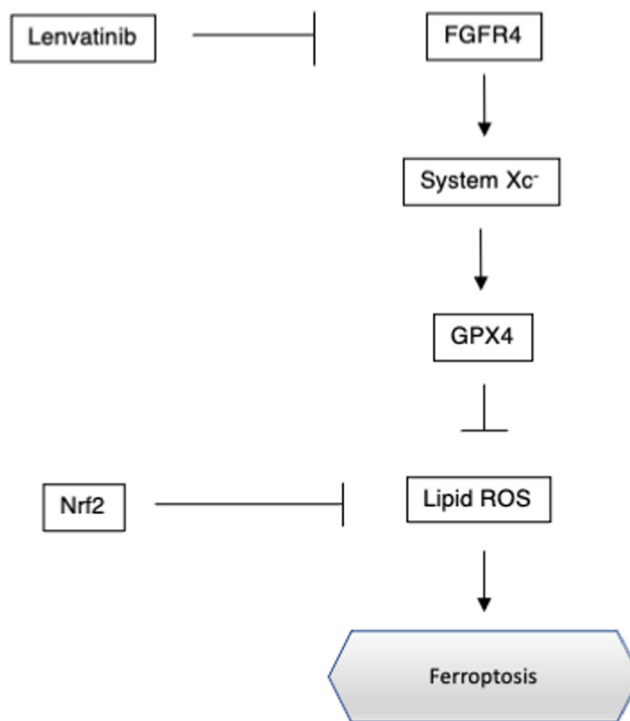 Lenvatinib
FGFR4
System Xc⁻
GPX4
Nrf2
Lipid ROS
Ferroptosis